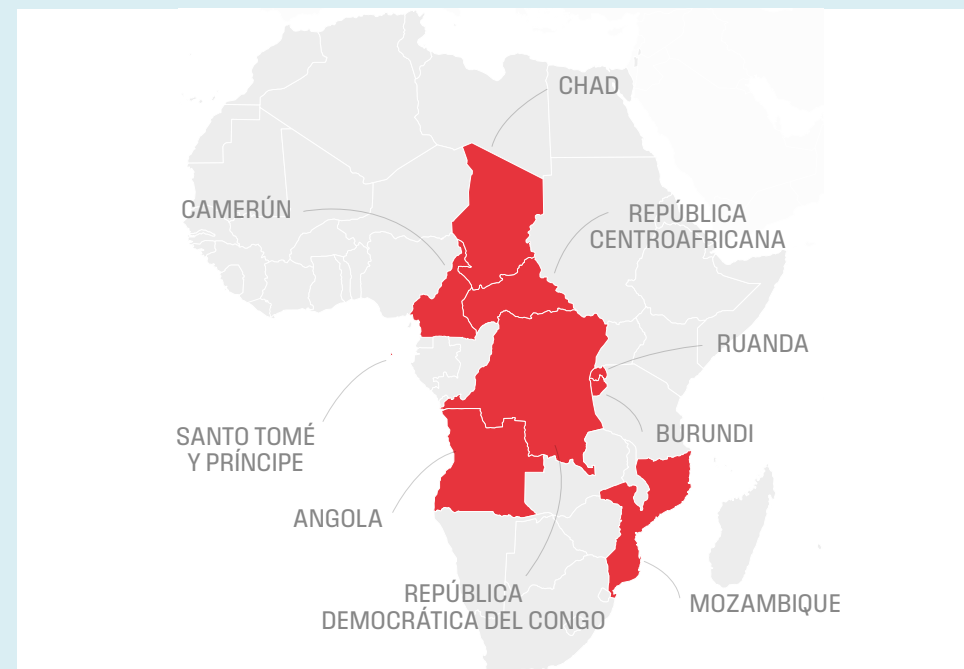 CHAD
CAMERÚN
REPÚBLICA
CENTROAFRICANA
RUANDA
SANTO TOMÉ
Y PRÍNCIPE
BURUNDI
ANGOLA
REPÚBLICA
DEMOCRÁTICA DEL CONGO
MOZAMBIQUE